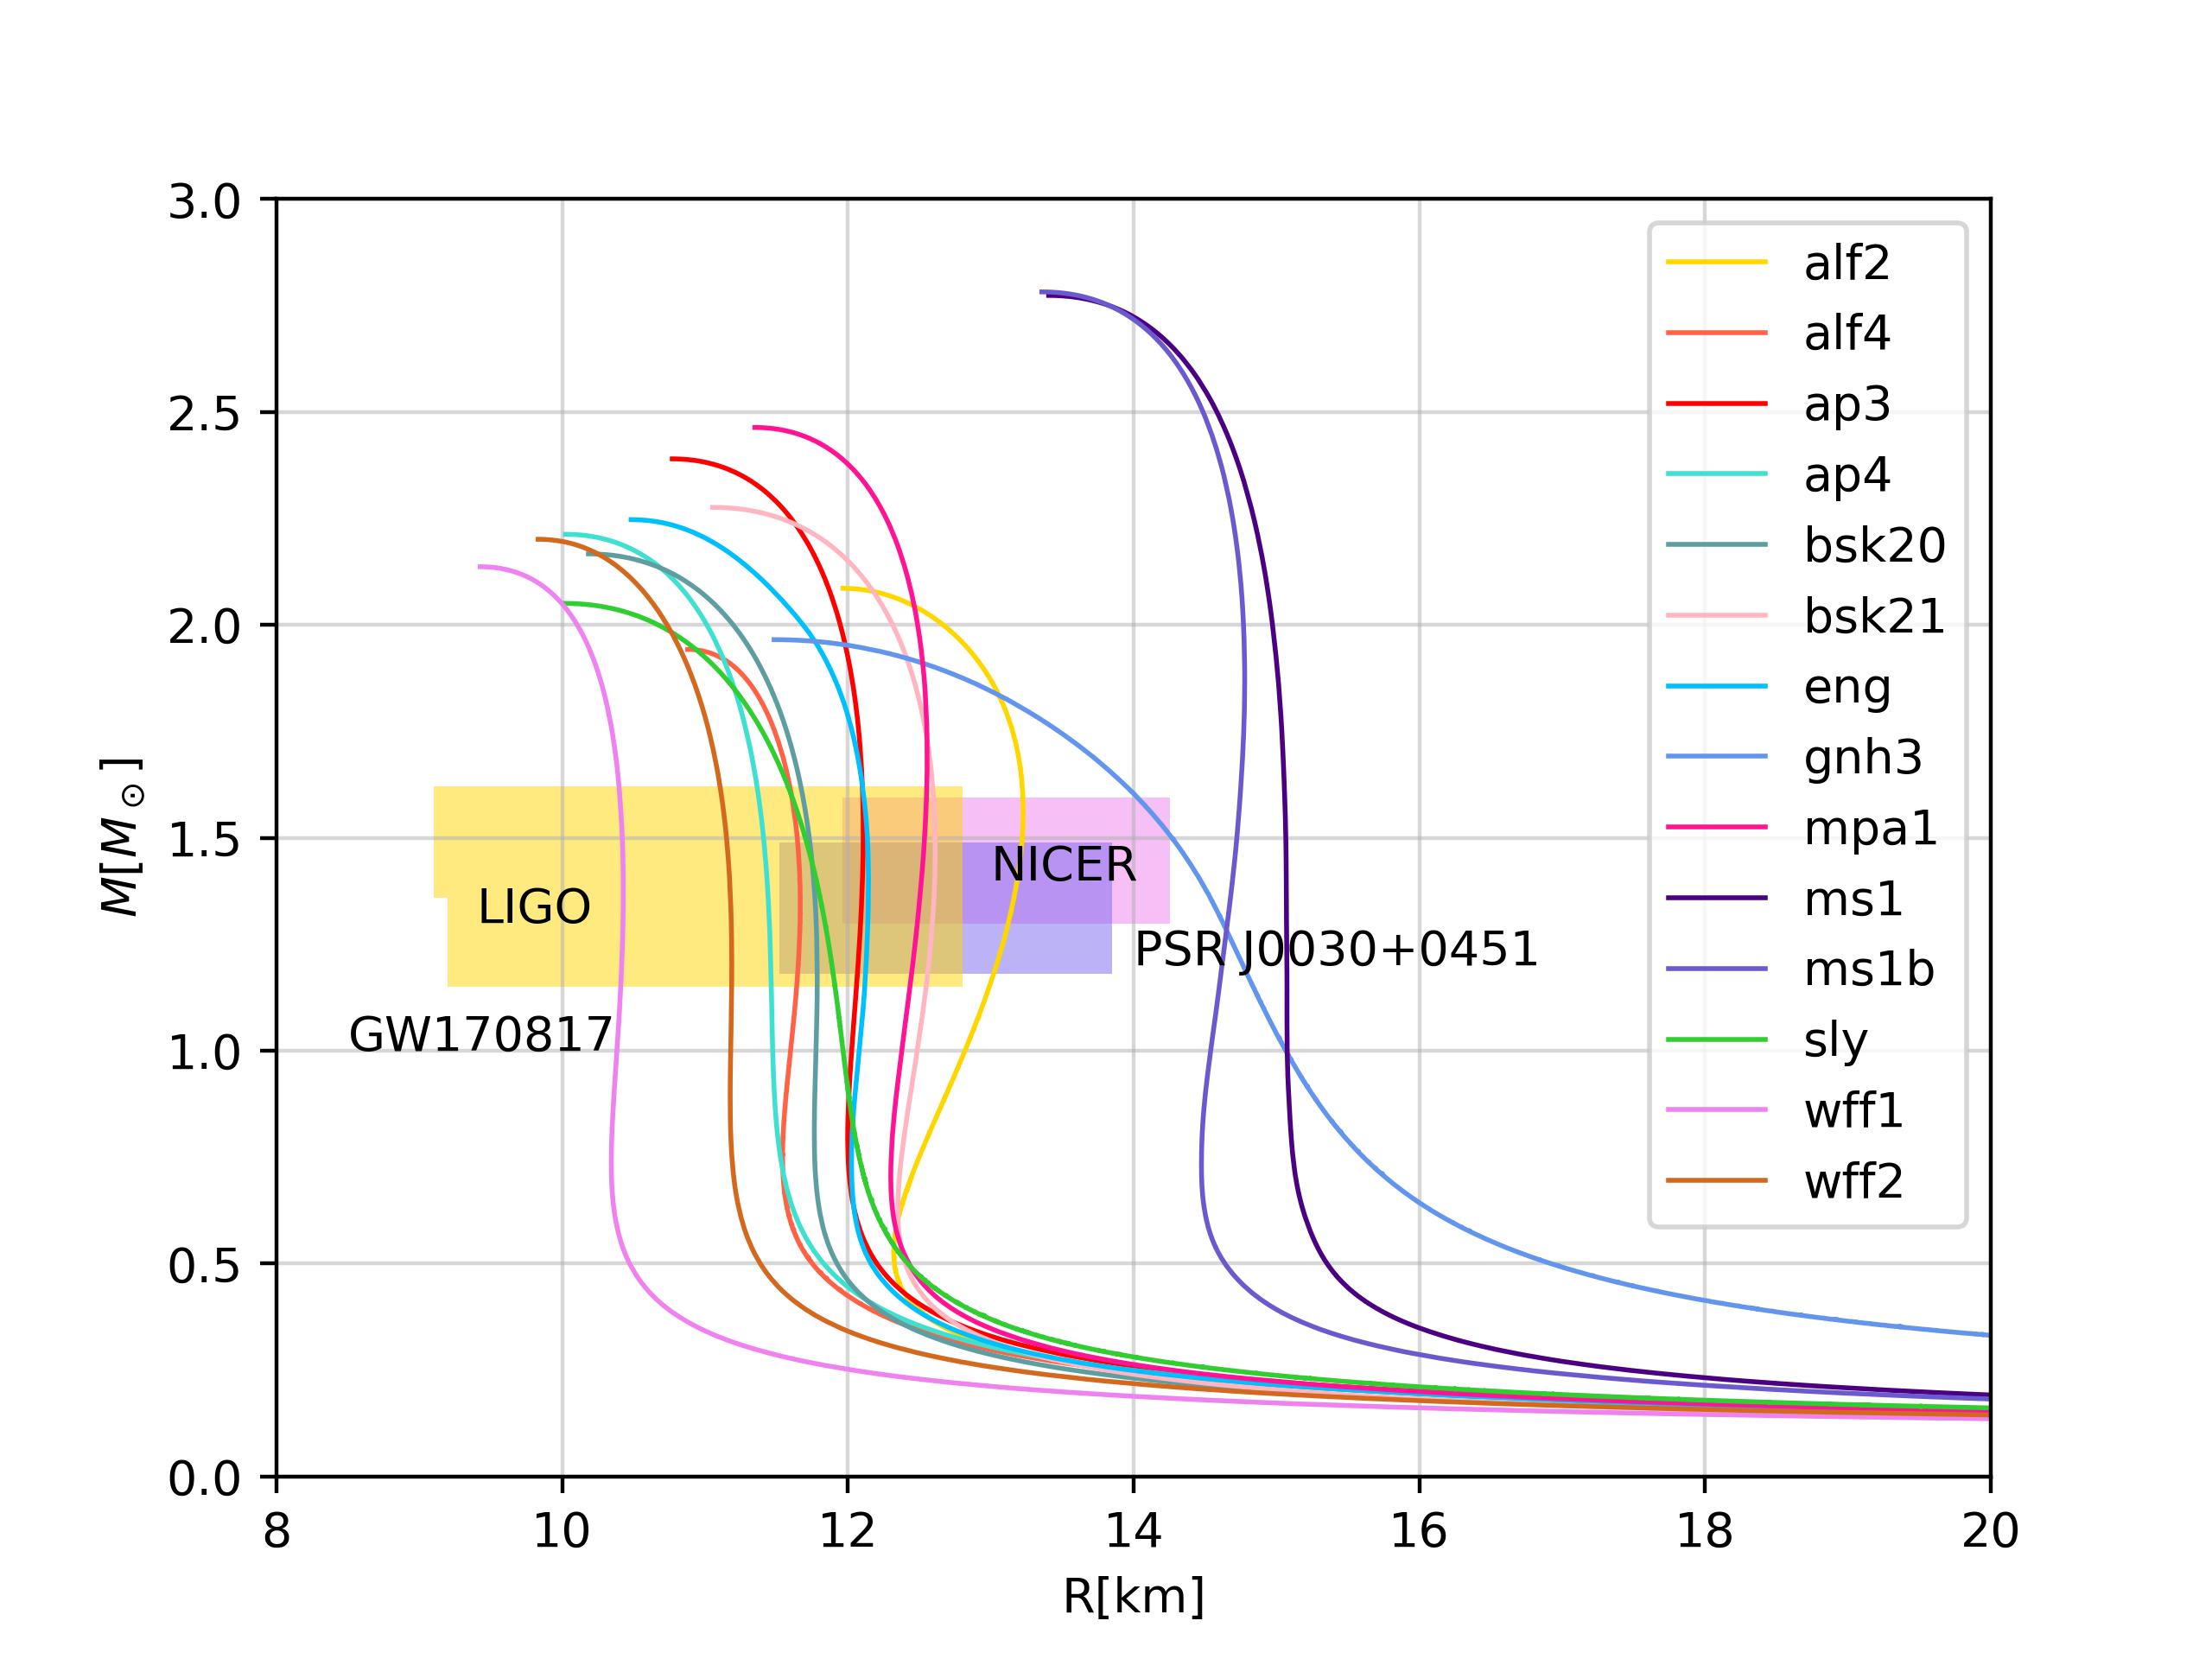 3.0
2.5
2.0
1.5
1.0
0.5
0.0
M[M⊙]
8 10 12 14 16 18 20
R[km]
LIGO
GW170817
NICER
PSR J0030+0451
alf2
alf4
ap3
ap4
bsk20
bsk21
eng
gnh3
mpa1
ms1
ms1b
sly
wff1
wff2